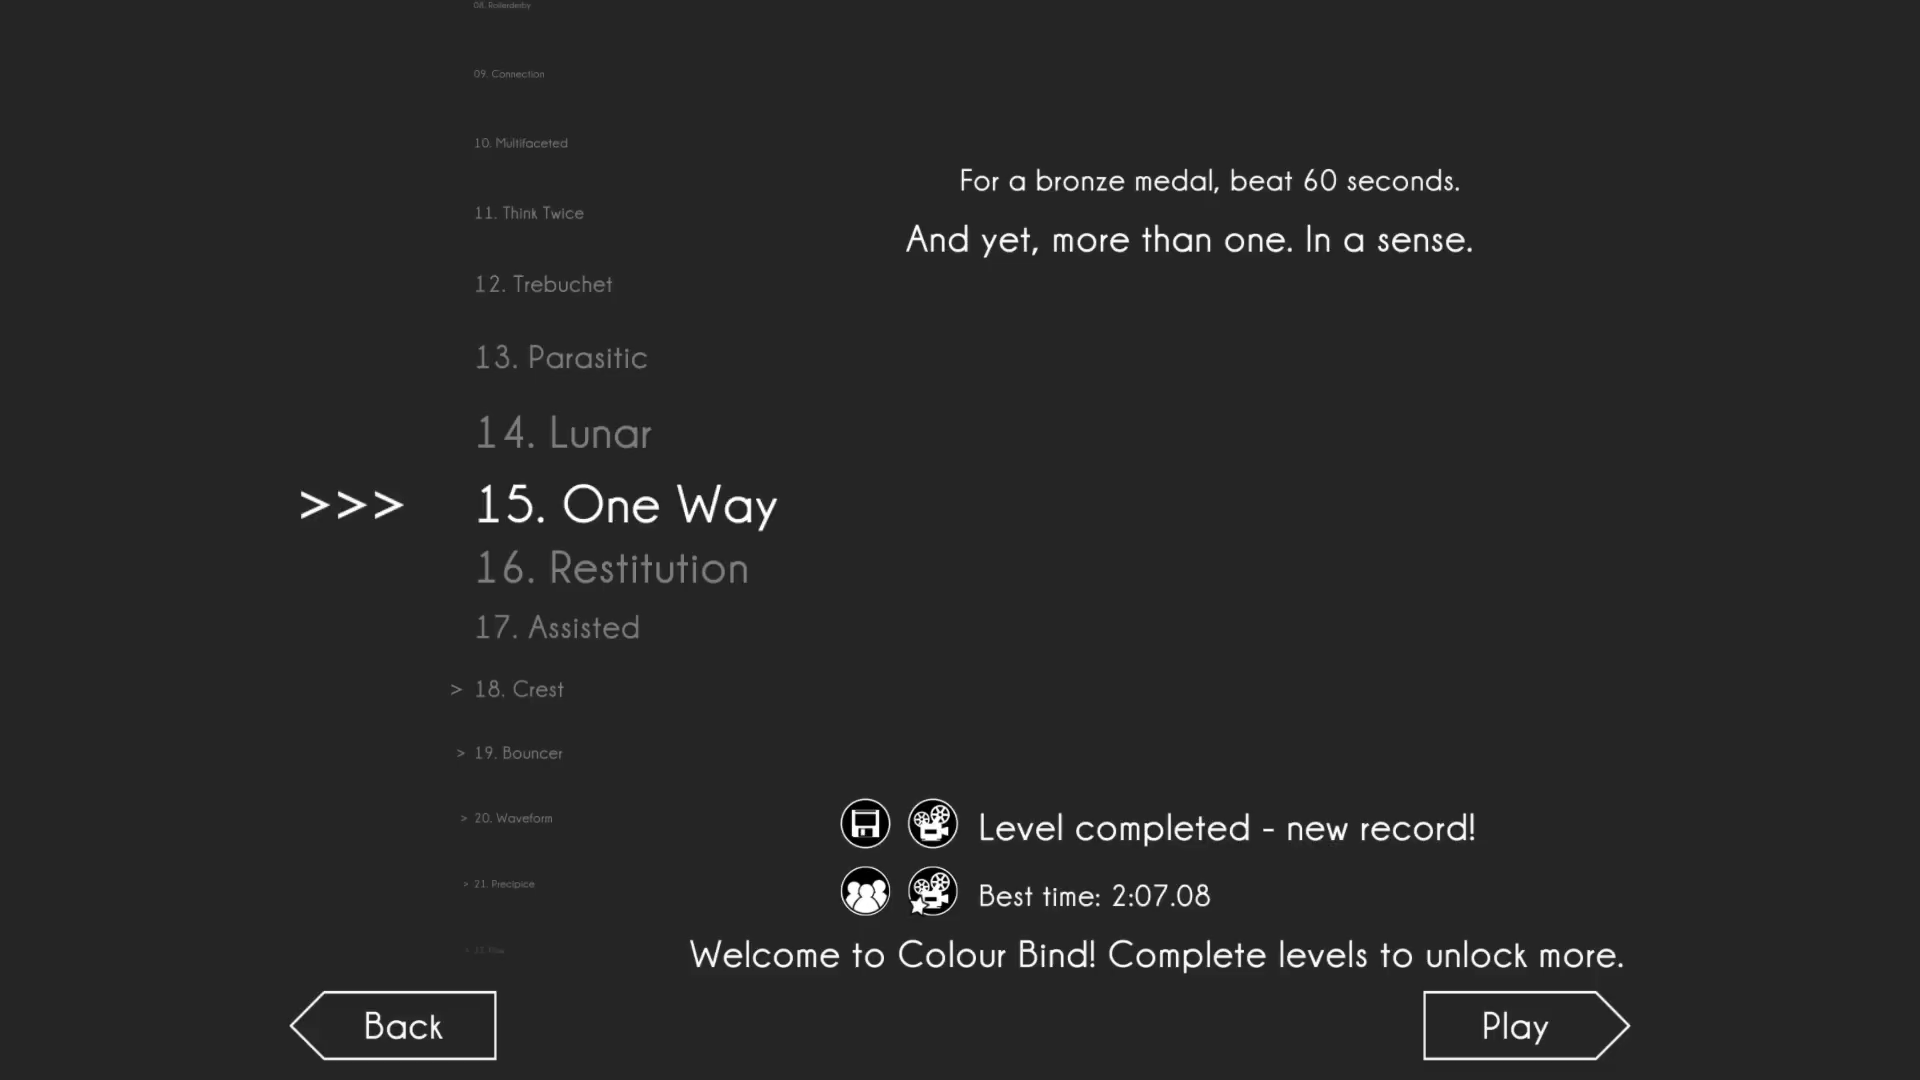 08. Rollerderby
09. Connection
10. Multifaceted
11. Think Twice
12. Trebuchet
13. Parasitic
14. Lunar
>>> 15. One Way
16. Restitution
17. Assisted
> 18. Crest
> 19. Bouncer
> 20. Waveform
> 21. Precipice
For a bronze medal, beat 60 seconds.
And yet, more than one. In a sense.
Level completed - new record!
Best time: 2:07.08
Welcome to Colour Bind! Complete levels to unlock more.
Back
Play